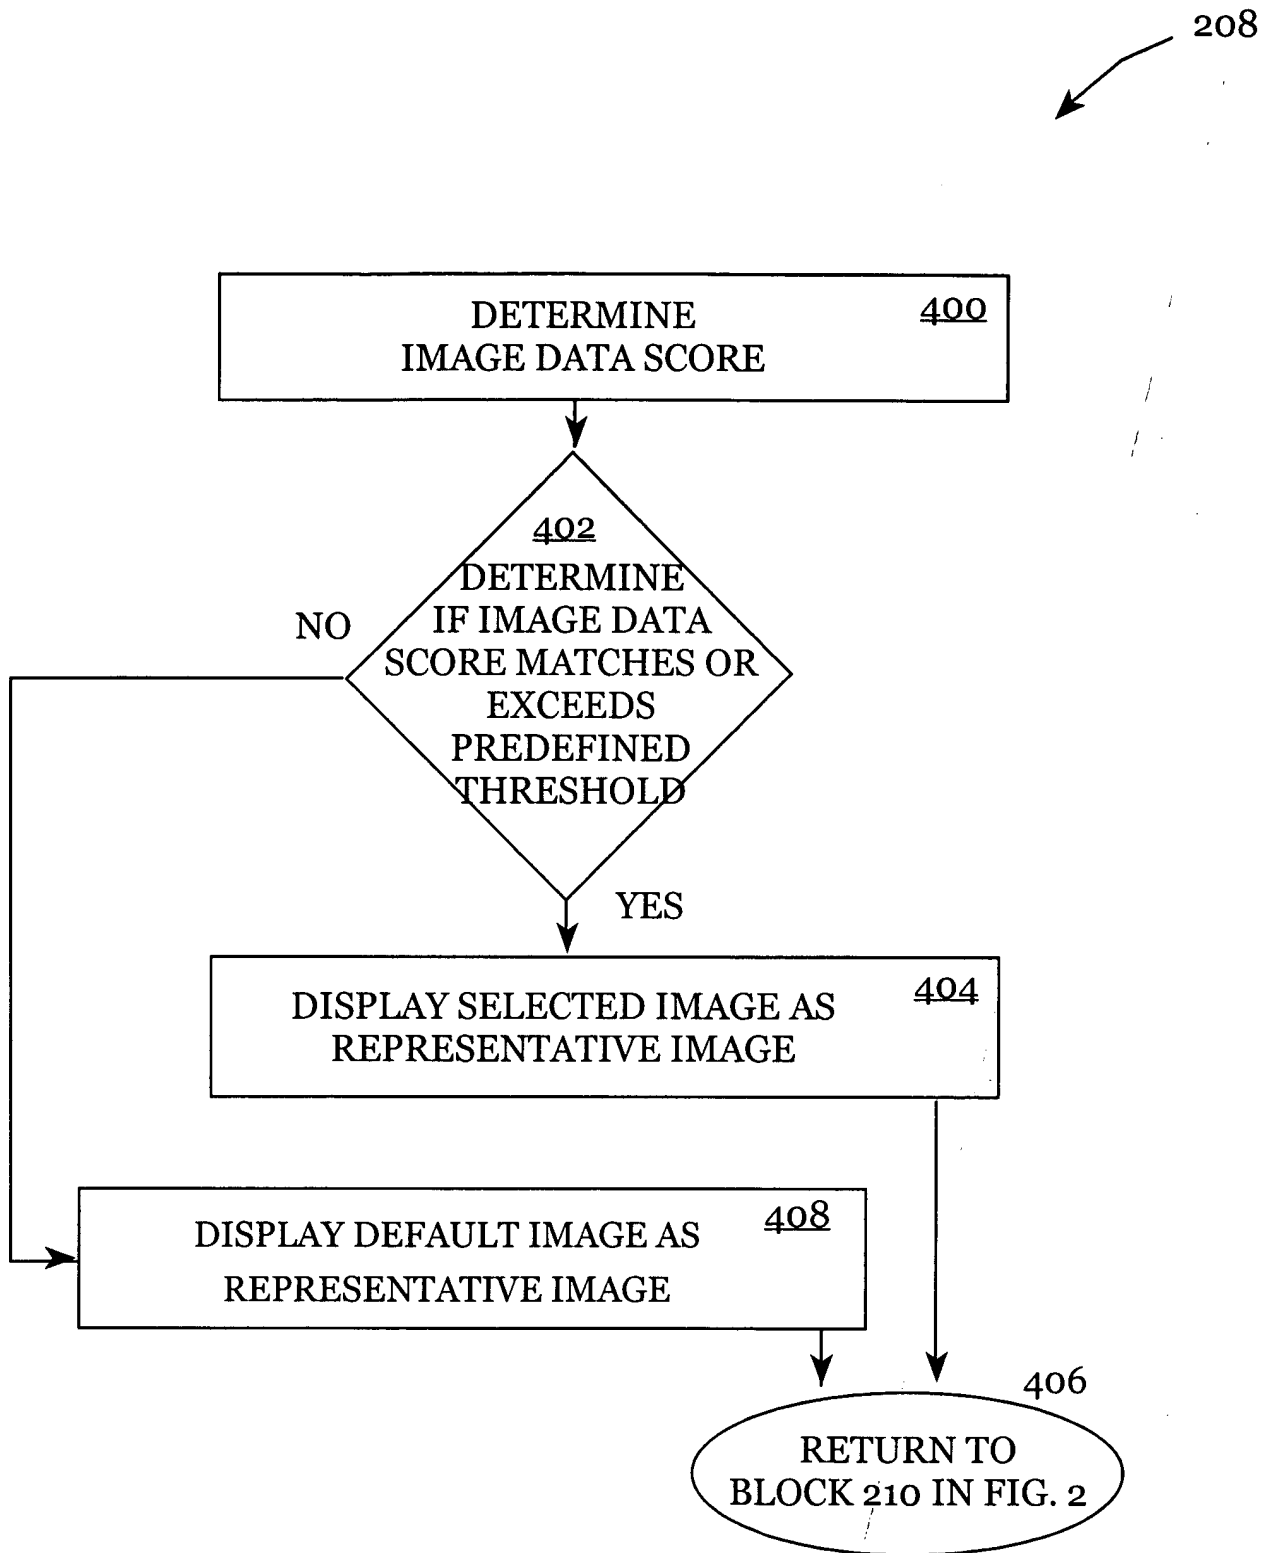 208
DETERMINE
IMAGE DATA SCORE
400
402
DETERMINE
IF IMAGE DATA
SCORE MATCHES OR
EXCEEDS
PREDEFINED
THRESHOLD
NO
YES
DISPLAY SELECTED IMAGE AS
REPRESENTATIVE IMAGE
404
DISPLAY DEFAULT IMAGE AS
REPRESENTATIVE IMAGE
408
406
RETURN TO
BLOCK 210 IN FIG. 2